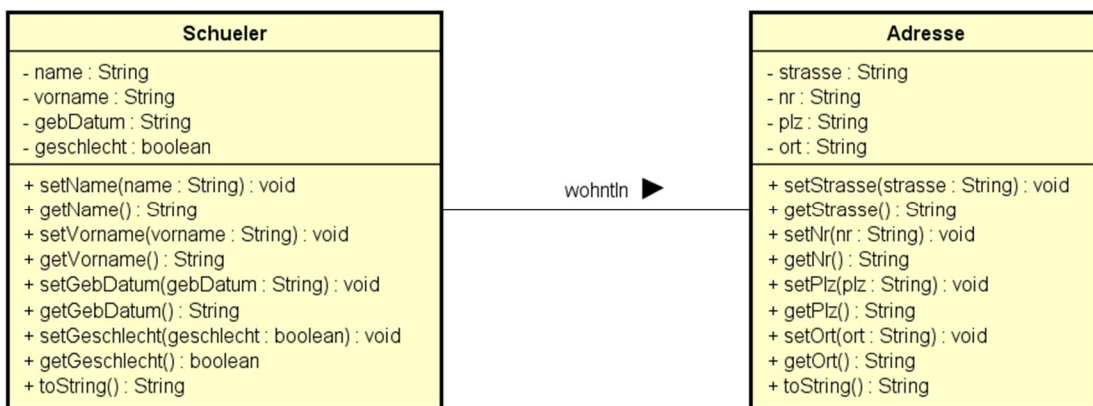 Schueler
- name : String
- vorname : String
- gebDatum : String
- geschlecht : boolean
+ setName(name : String) : void
+ getName() : String
+ setVorname(vorname : String) : void
+ getVorname() : String
+ setGebDatum(gebDatum : String) : void
+ getGebDatum() : String
+ setGeschlecht(geschlecht : boolean) : void
+ getGeschlecht() : boolean
+ toString() : String
wohntIn ▶
Adresse
- strasse : String
- nr : String
- plz : String
- ort : String
+ setStrasse(strasse : String) : void
+ getStrasse() : String
+ setNr(nr : String) : void
+ getNr() : String
+ setPlz(plz : String) : void
+ getPlz() : String
+ setOrt(ort : String) : void
+ getOrt() : String
+ toString() : String